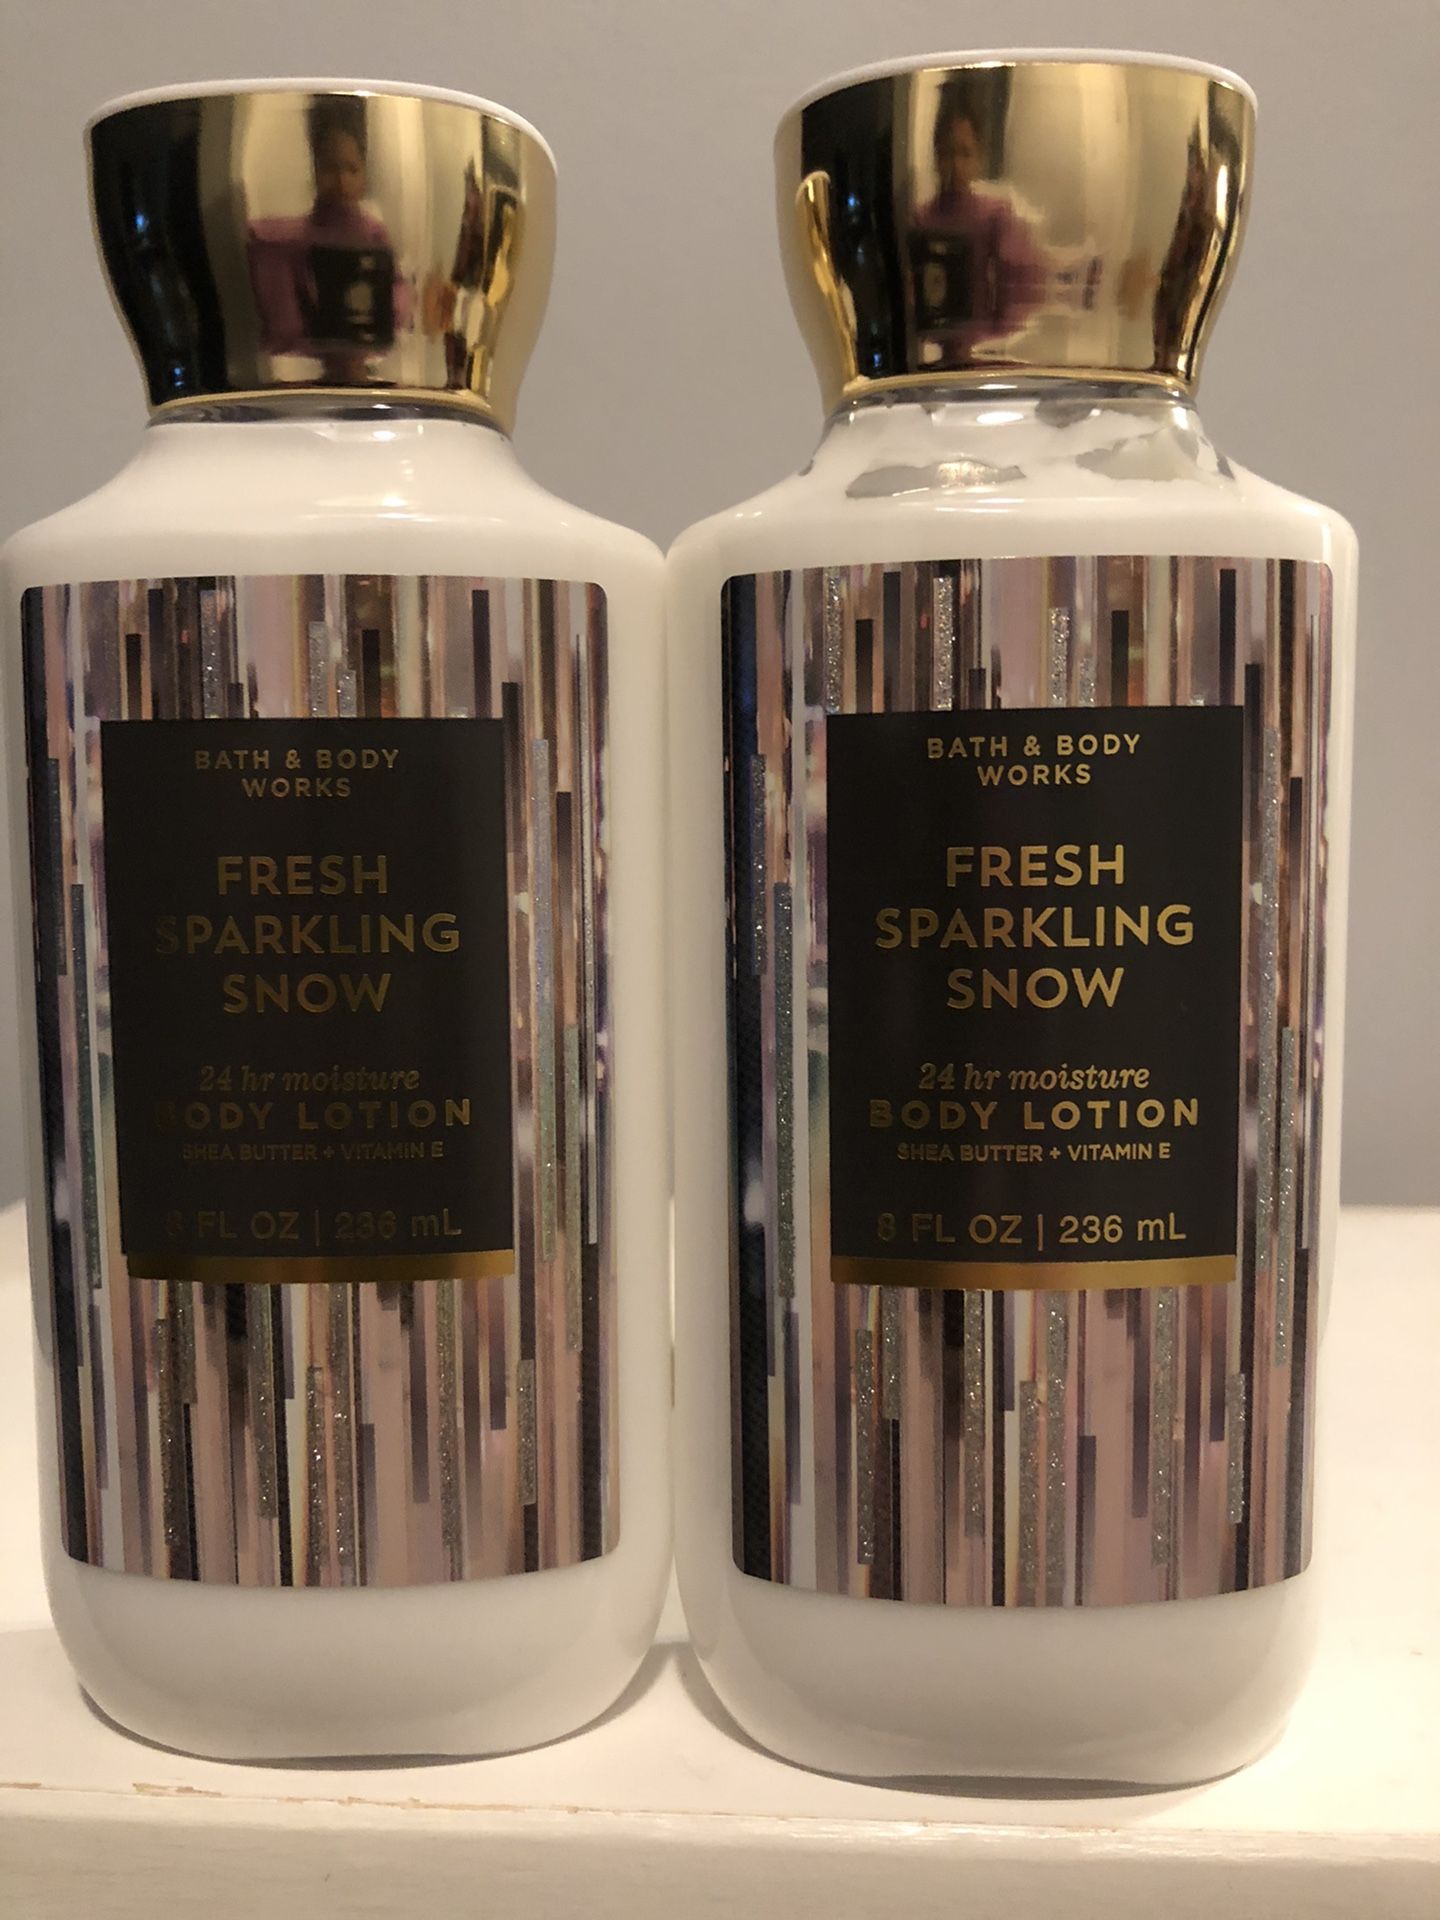 BATH & BODY
WORKS
FRESH
SPARKLING
SNOW
24 hr moisture
BODY LOTION
SHEA BUTTER + VITAMIN E
8 FL OZ | 236 mL
BATH & BODY
WORKS
FRESH
SPARKLING
SNOW
24 hr moisture
BODY LOTION
SHEA BUTTER + VITAMIN E
8 FL OZ | 236 mL